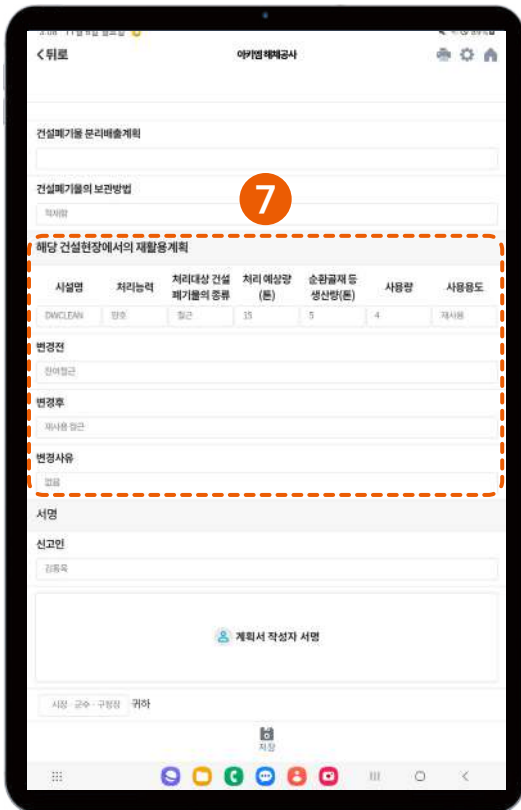 <뒤로 아키엠 해체공사
건설폐기물 분리배출계획
건설폐기물의 보관방법
적재함
7
해당 건설현장에서의 재활용계획
시설명 처리능력 처리대상 건설 폐기물의 종류 처리 예상량 (톤) 순환골재 등 생산량(톤) 사용량 사용용도
DWCLEAN 양호 철근 15 5 4 재사용
변경전
잔여철근
변경후
재사용 철근
변경사유
없음
서명
신고인
계획서 작성자 서명
시장 · 군수 · 구청장 귀하
저장